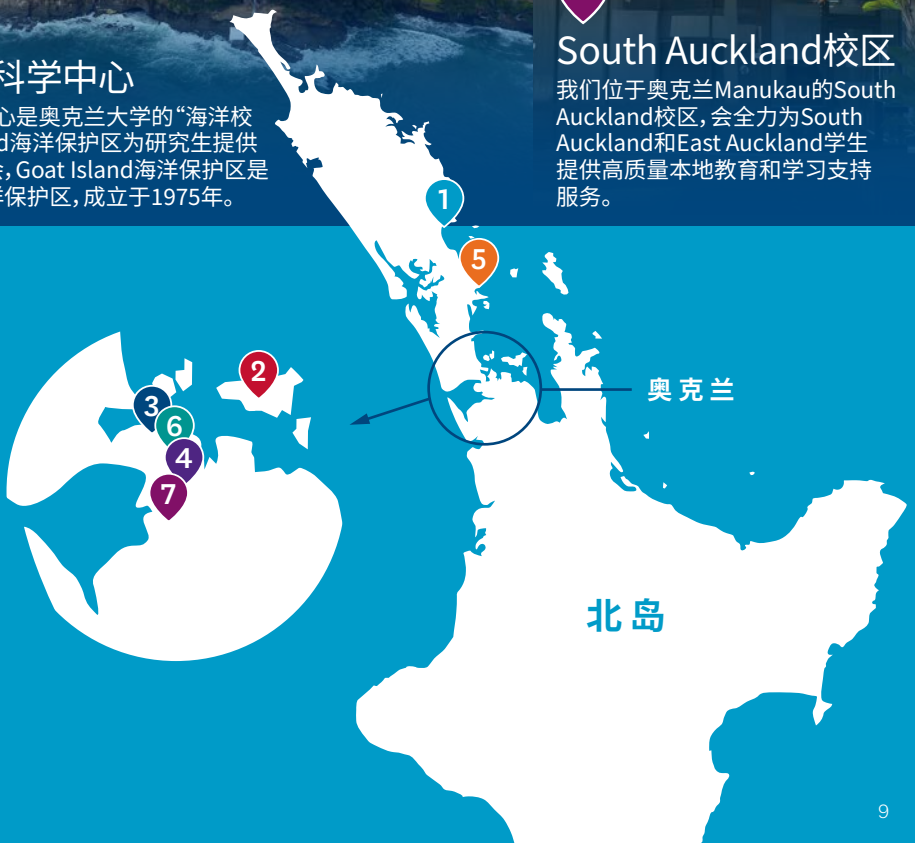 科学中心
心是奥克兰大学的“海洋校
d海洋保护区为研究生提供
,Goat Island海洋保护区是
洋保护区,成立于1975年。
South Auckland校区
我们位于奥克兰Manukau的South
Auckland校区,会全力为South
Auckland和East Auckland学生
提供高质量本地教育和学习支持
服务。
1
5
2
3
6
4
7
奥克兰
北岛
9